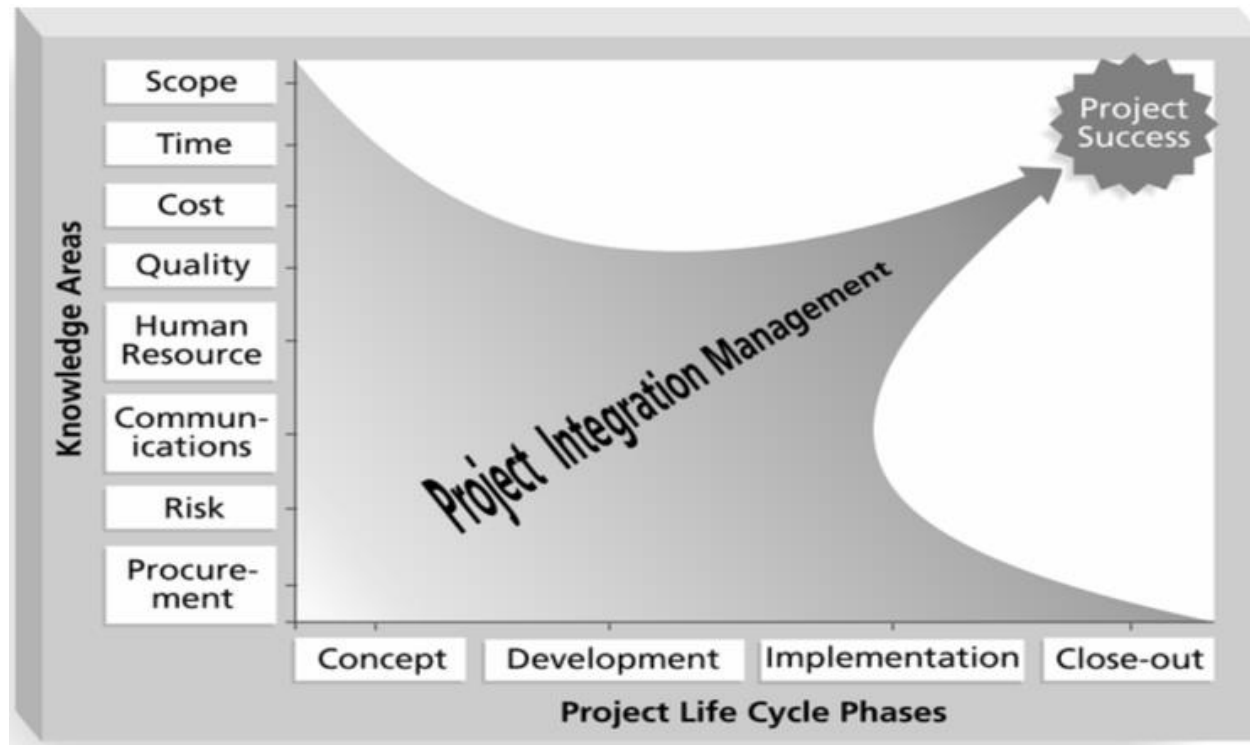 Scope
Time
Cost
Quality
Human
Resource
Commun-
ications
Risk
Procure-
ment
Knowledge Areas
Project
Success
Project Integration Management
Concept
Development
Implementation
Close-out
Project Life Cycle Phases